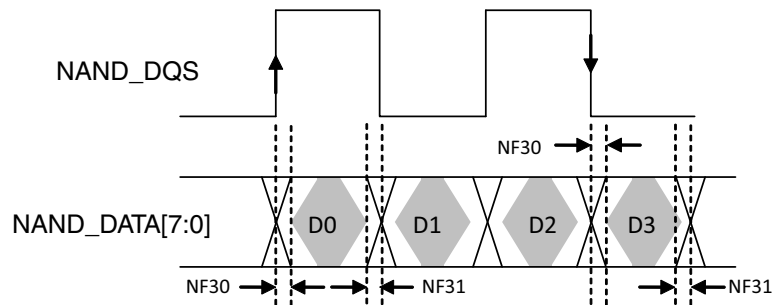 NAND_DQS
NF30
NAND_DATA[7:0]
D0
D1
D2
D3
NF30
NF31
NF31